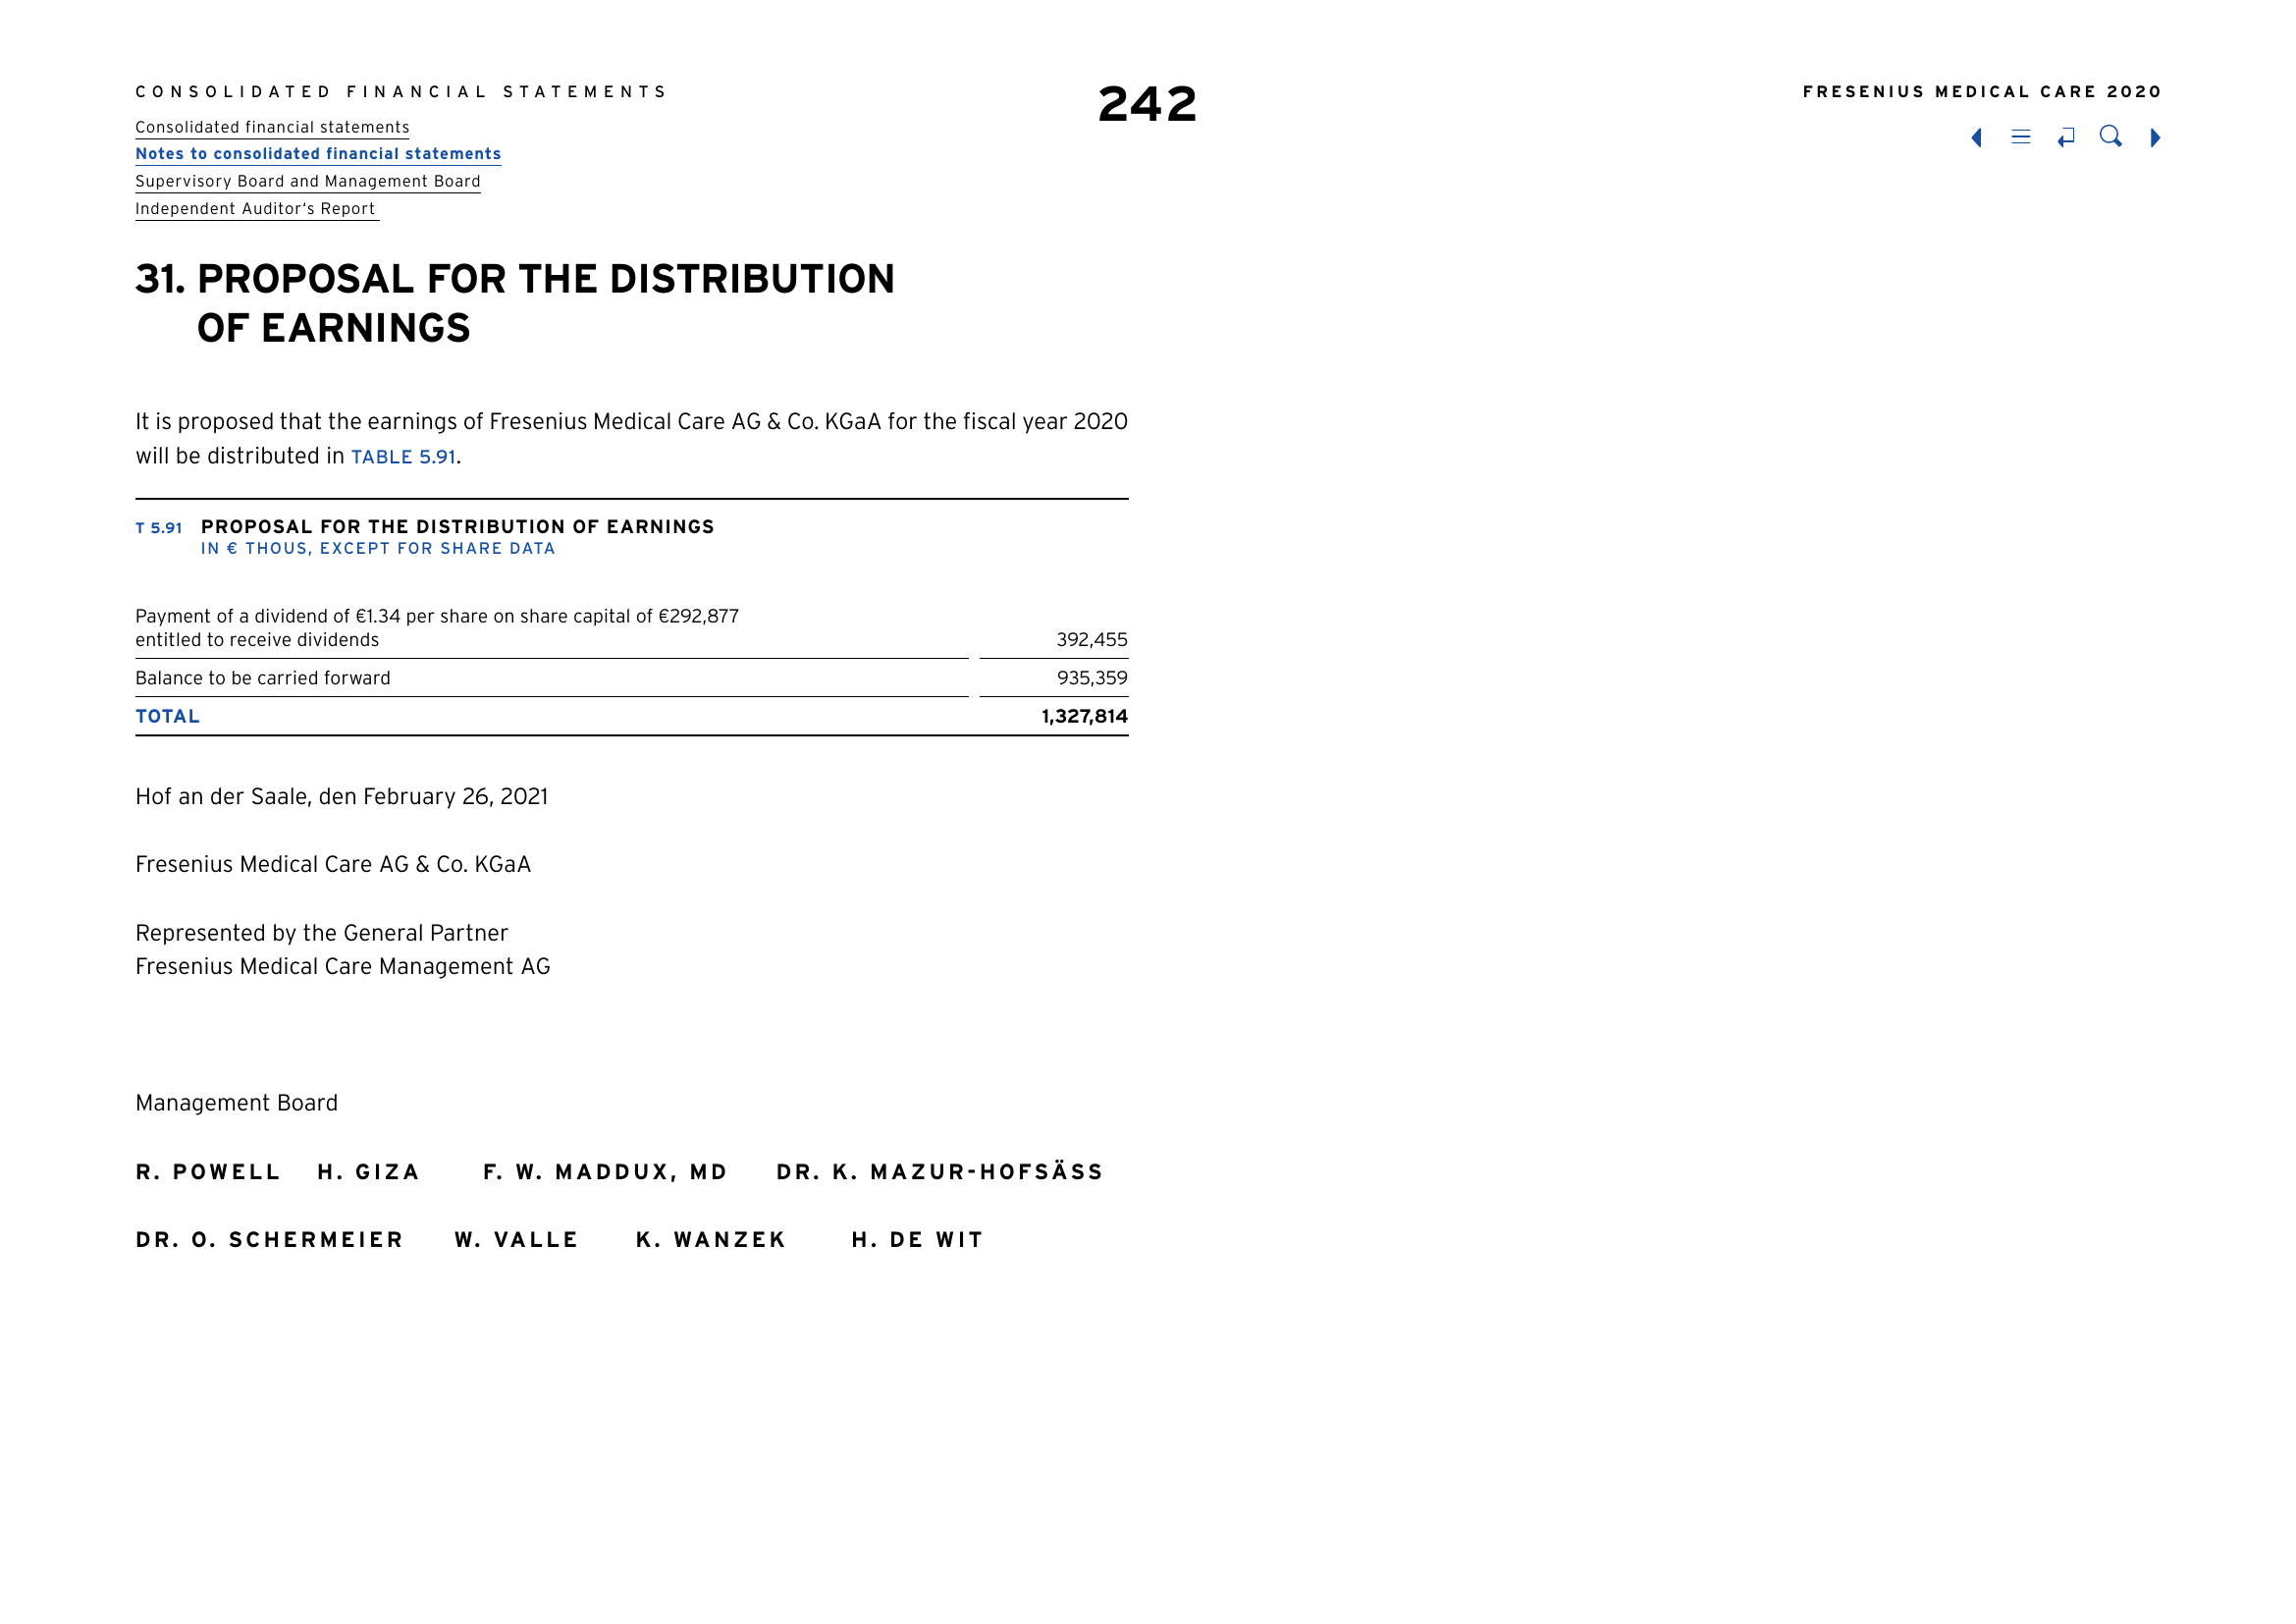 CONSOLIDATED FINANCIAL STATEMENTS
242
FRESENIUS MEDICAL CARE 2020
Consolidated financial statements
Notes to consolidated financial statements
Supervisory Board and Management Board
Independent Auditor‘s Report
31. PROPOSAL FOR THE DISTRIBUTION
OF EARNINGS
It is proposed that the earnings of Fresenius Medical Care AG & Co. KGaA for the fiscal year 2020
will be distributed in TABLE 5.91.
T 5.91 PROPOSAL FOR THE DISTRIBUTION OF EARNINGS
IN € THOUS, EXCEPT FOR SHARE DATA
Payment of a dividend of €1.34 per share on share capital of €292,877
entitled to receive dividends 392,455
Balance to be carried forward 935,359
TOTAL 1,327,814
Hof an der Saale, den February 26, 2021
Fresenius Medical Care AG & Co. KGaA
Represented by the General Partner
Fresenius Medical Care Management AG
Management Board
R. POWELL H. GIZA F. W. MADDUX, MD DR. K. MAZUR-HOFSÄSS
DR. O. SCHERMEIER W. VALLE K. WANZEK H. DE WIT